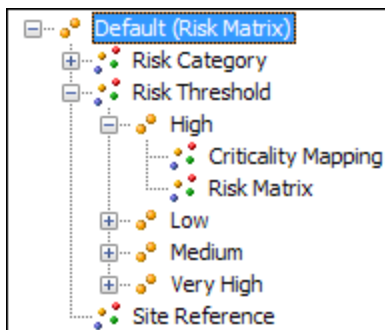 Default (Risk Matrix)
Risk Category
Risk Threshold
High
Criticality Mapping
Risk Matrix
Low
Medium
Very High
Site Reference